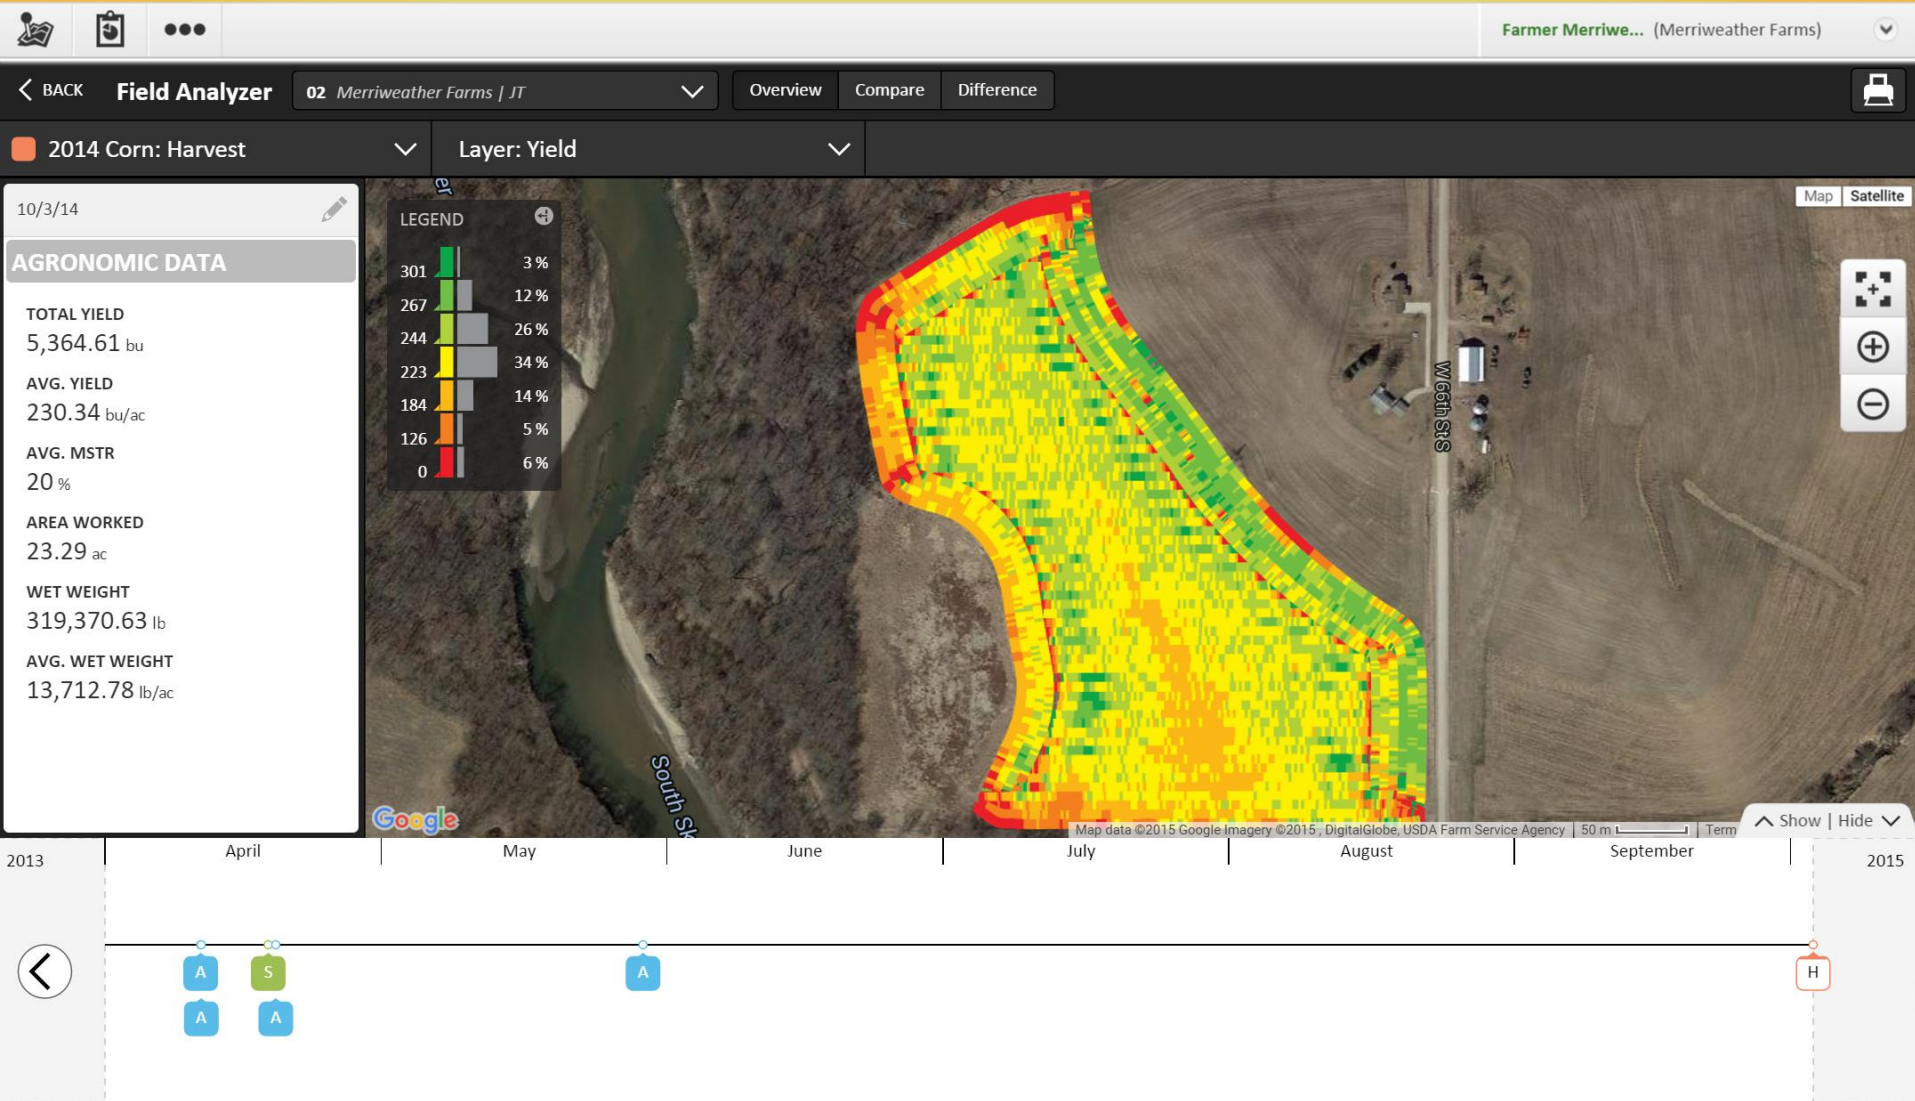 Farmer Merriwe... (Merriweather Farms)
BACK
Field Analyzer
02 Merriweather Farms | JT
Overview
Compare
Difference
2014 Corn: Harvest
Layer: Yield
10/3/14
AGRONOMIC DATA
TOTAL YIELD
5,364.61 bu
AVG. YIELD
230.34 bu/ac
AVG. MSTR
20 %
AREA WORKED
23.29 ac
WET WEIGHT
319,370.63 lb
AVG. WET WEIGHT
13,712.78 lb/ac
er
LEGEND
301 3 %
267 12 %
244 26 %
223 34 %
184 14 %
126 5 %
0 6 %
Map
Satellite
W 66th St S
South Sk
Google
Map data ©2015 Google Imagery ©2015 , DigitalGlobe, USDA Farm Service Agency
50 m
Term
Show | Hide
2013
April
May
June
July
August
September
2015
A
S
A
H
A
A